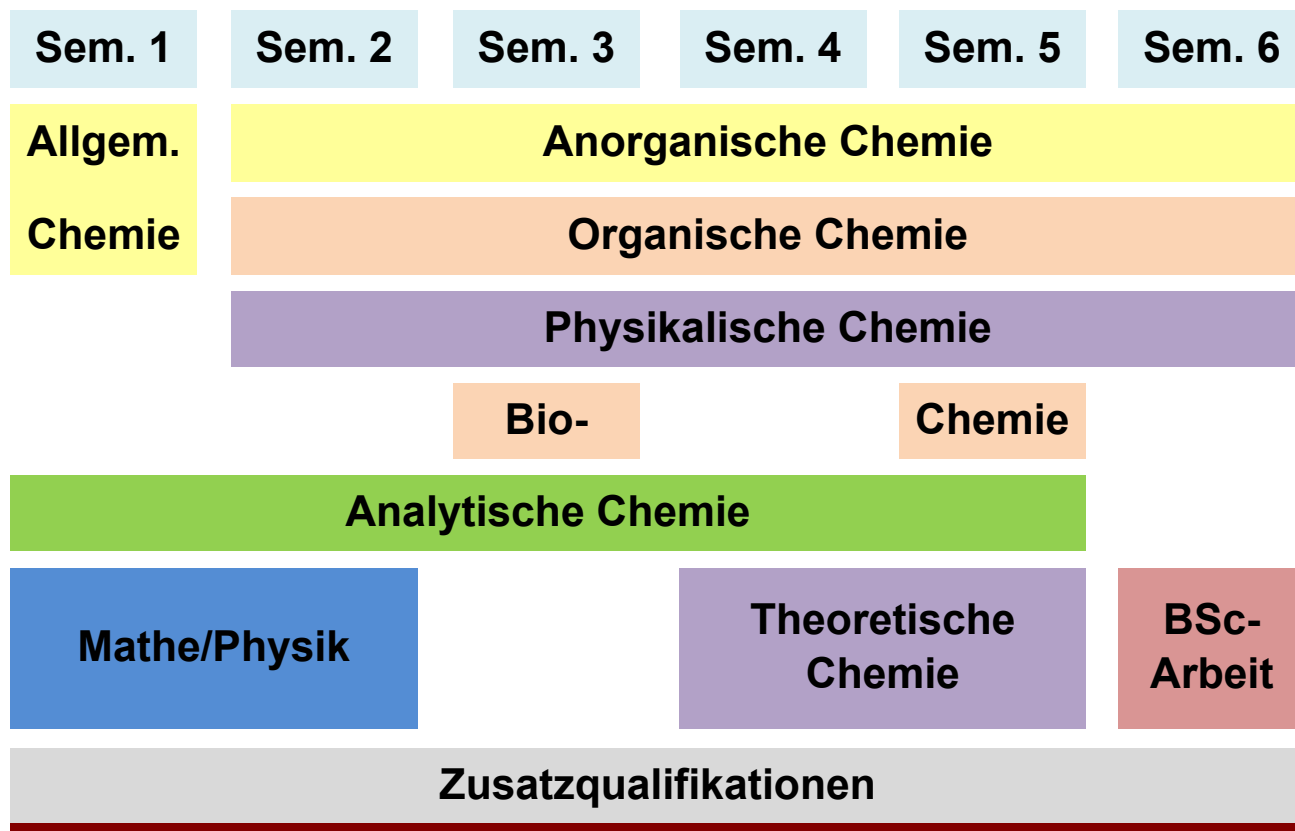 Sem. 1 Sem. 2 Sem. 3 Sem. 4 Sem. 5 Sem. 6
Allgem.
Chemie
Anorganische Chemie
Organische Chemie
Physikalische Chemie
Bio- Chemie
Analytische Chemie
Mathe/Physik
Theoretische
Chemie
BSc-
Arbeit
Zusatzqualifikationen